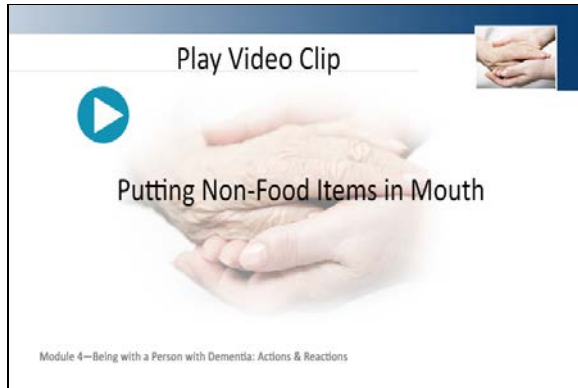 Play Video Clip
Putting Non-Food Items in Mouth
Module 4—Being with a Person with Dementia: Actions & Reactions